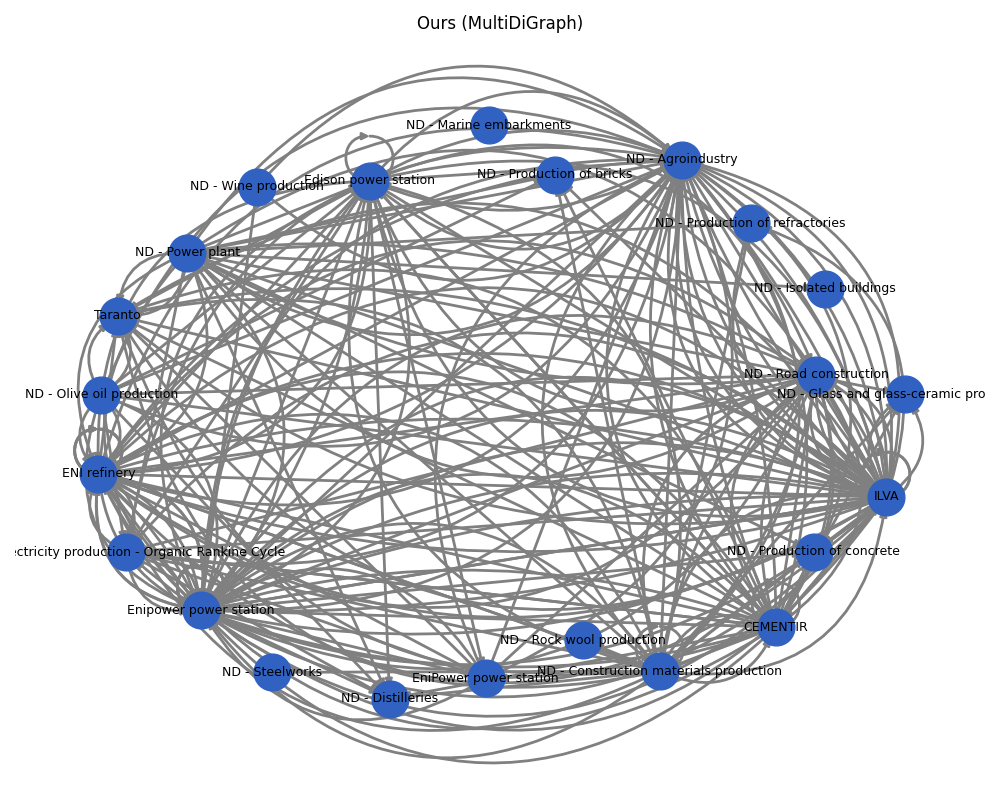 Ours (MultiDiGraph)
ND - Marine embarkments
ND - Agroindustry
ND - Production of bricks
Edison power station
ND - Wine production
ND - Production of refractories
ND - Power plant
ND - Isolated buildings
Taranto
ND - Road construction
ND - Olive oil production
ND - Glass and glass-ceramic pro
ENI refinery
ILVA
ND - Production of concrete
ectricity production - Organic Rankine Cycle
Enipower power station
CEMENTIR
ND - Rock wool production
ND - Construction materials production
ND - Steelworks
EniPower power station
ND - Distilleries